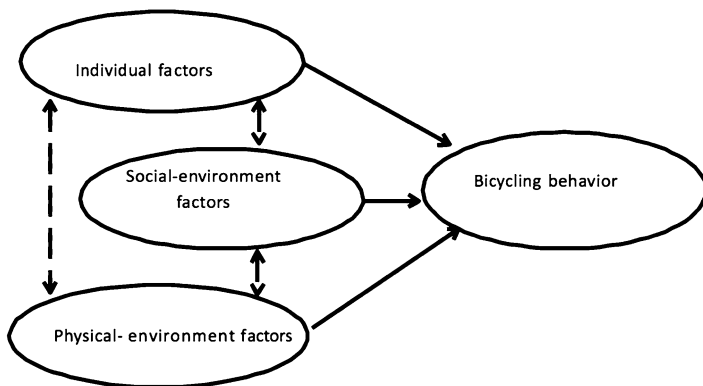 Individual factors
Social-environment
factors
Bicycling behavior
Physical- environment factors